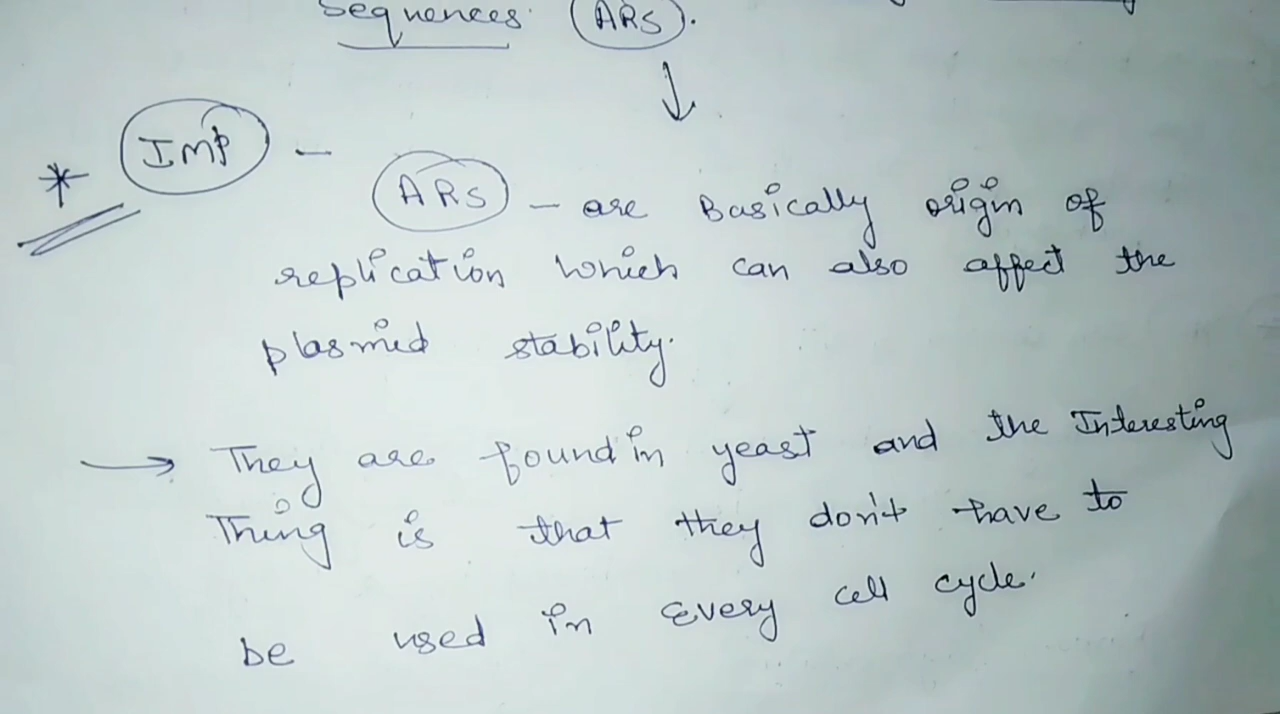 Sequences. (ARS).
* Imp -
ARS - are Basically origin of
replication which can also affect the
plasmid stability.
→ They are found in yeast and the Interesting
Thing is that they don't have to
be used in Every cell cycle.